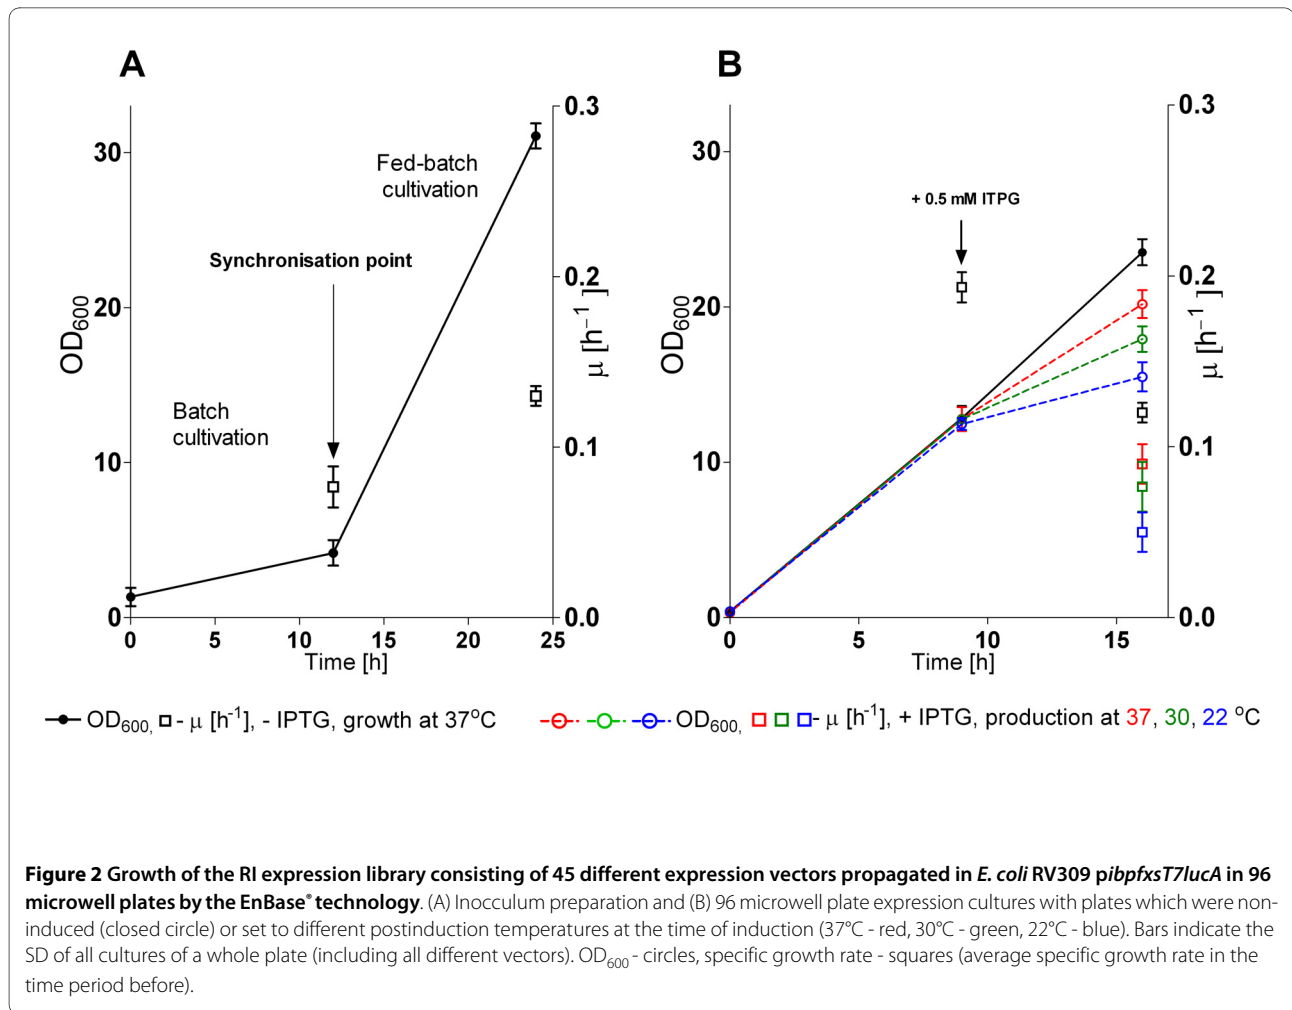 A
B
0.3
0.3
30
30
Fed-batch
cultivation
+ 0.5 mM ITPG
Synchronisation point
0.2
0.2
OD600
20
μ [h⁻¹]
OD600
20
μ [h⁻¹]
Batch
cultivation
10
0.1
10
0.1
0
0.0
0
0.0
0 5 10 15 20 25
0 5 10 15
Time [h]
Time [h]
OD600, - μ [h⁻¹], - IPTG, growth at 37°C
OD600, - μ [h⁻¹], + IPTG, production at 37, 30, 22 °C
Figure 2 Growth of the RI expression library consisting of 45 different expression vectors propagated in E. coli RV309 pibpfxsT7lucA in 96
microwell plates by the EnBase® technology. (A) Inocculum preparation and (B) 96 microwell plate expression cultures with plates which were non-
induced (closed circle) or set to different postinduction temperatures at the time of induction (37°C - red, 30°C - green, 22°C - blue). Bars indicate the
SD of all cultures of a whole plate (including all different vectors). OD600 - circles, specific growth rate - squares (average specific growth rate in the
time period before).